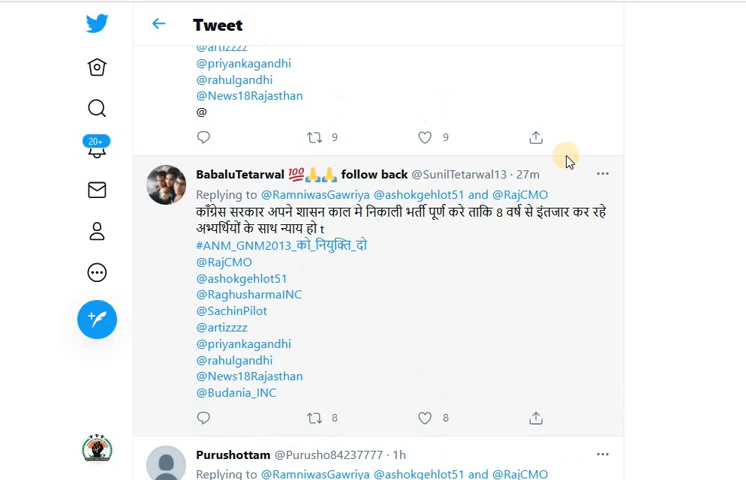 Tweet
@artizzzz
@priyankagandhi
@rahulgandhi
@News18Rajasthan
@
9 9
20+
BabaluTetarwal 💯🙏🙏 follow back @SunilTetarwal13 · 27m
Replying to @RamniwasGawriya @ashokgehlot51 and @RajCMO
काँग्रेस सरकार अपने शासन काल मे निकाली भर्ती पूर्ण करे ताकि 8 वर्ष से इंतजार कर रहे
अभ्यर्थियों के साथ न्याय हो t
#ANM_GNM2013_को_नियुक्ति_दो
@RajCMO
@ashokgehlot51
@RaghusharmaINC
@SachinPilot
@artizzzz
@priyankagandhi
@rahulgandhi
@News18Rajasthan
@Budania_INC
8 8
Purushottam @Purusho84237777 · 1h
Replying to @RamniwasGawriya @ashokgehlot51 and @RajCMO